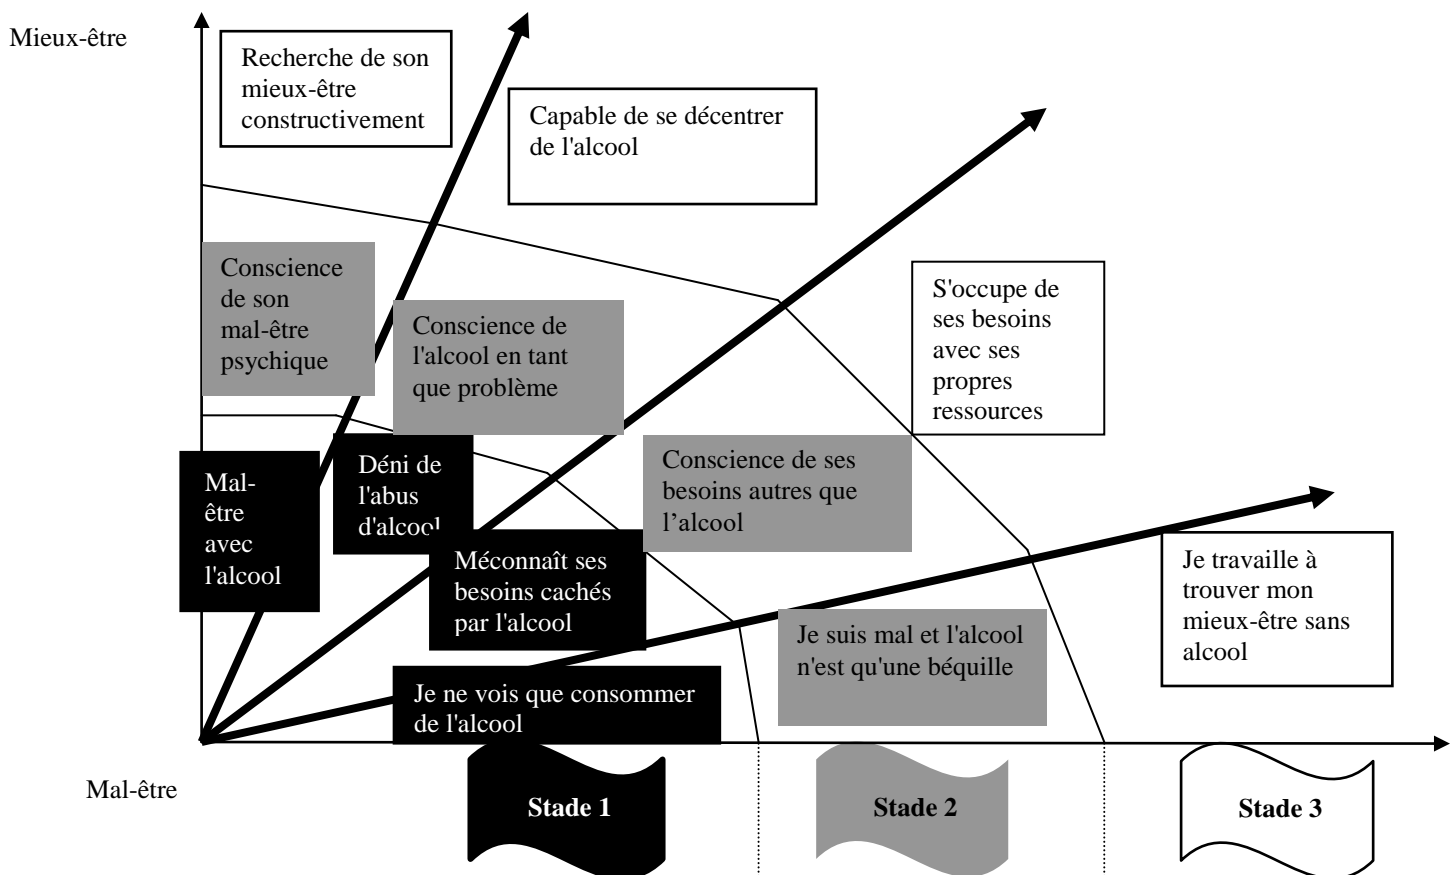 Mieux-être
Recherche de son
mieux-être
constructivement
Capable de se décentrer
de l'alcool
Conscience
de son
mal-être
psychique
Conscience de
l'alcool en tant
que problème
S'occupe de
ses besoins
avec ses
propres
ressources
Mal-
être
avec
l'alcool
Déni de
l'abus
d'alcool
Conscience de ses
besoins autres que
l’alcool
Méconnaît ses
besoins cachés
par l'alcool
Je travaille à
trouver mon
mieux-être sans
alcool
Je suis mal et l'alcool
n'est qu'une béquille
Je ne vois que consommer
de l'alcool
Mal-être
Stade 1
Stade 2
Stade 3